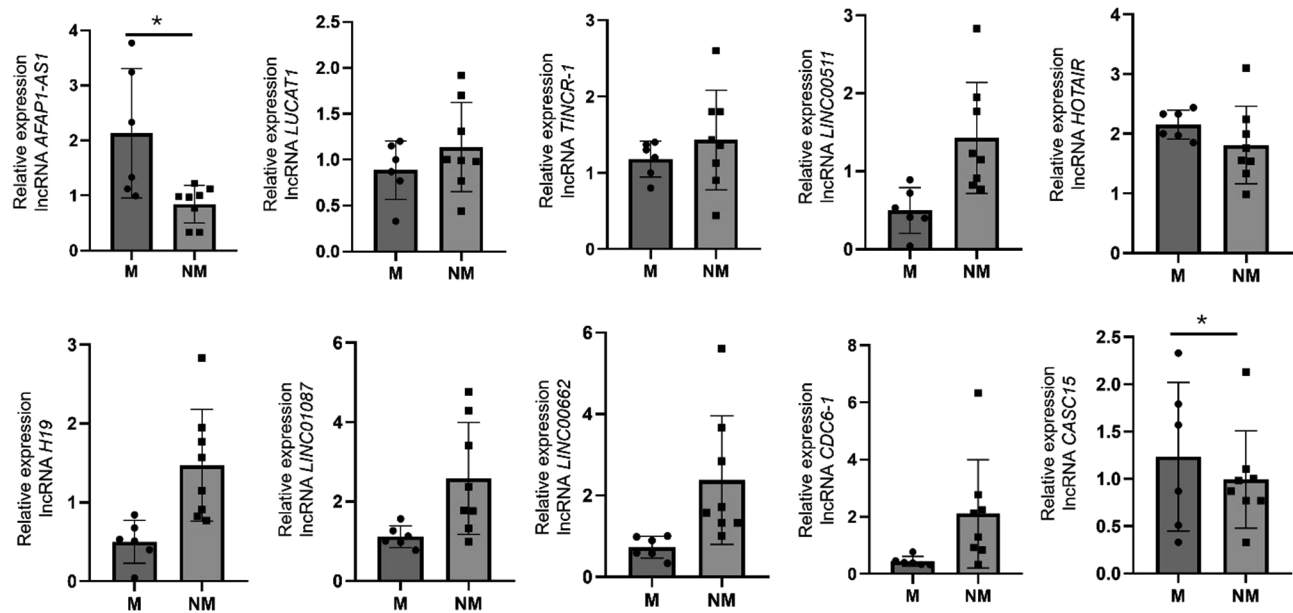 Relative expression
lncRNA AFAP1-AS1
*
4
3
2
1
0
M
NM
Relative expression
lncRNA LUCAT1
2.5
2.0
1.5
1.0
0.5
0.0
M
NM
Relative expression
lncRNA TINCR-1
3
2
1
0
M
NM
Relative expression
lncRNA LINC00511
3
2
1
0
M
NM
Relative expression
lncRNA HOTAIR
4
3
2
1
0
M
NM
Relative expression
lncRNA H19
3
2
1
0
M
NM
Relative expression
lncRNA LINC01087
6
4
2
0
M
NM
Relative expression
lncRNA LINC00662
6
4
2
0
M
NM
Relative expression
lncRNA CDC6-1
8
6
4
2
0
M
NM
Relative expression
lncRNA CASC15
*
2.5
2.0
1.5
1.0
0.5
0.0
M
NM